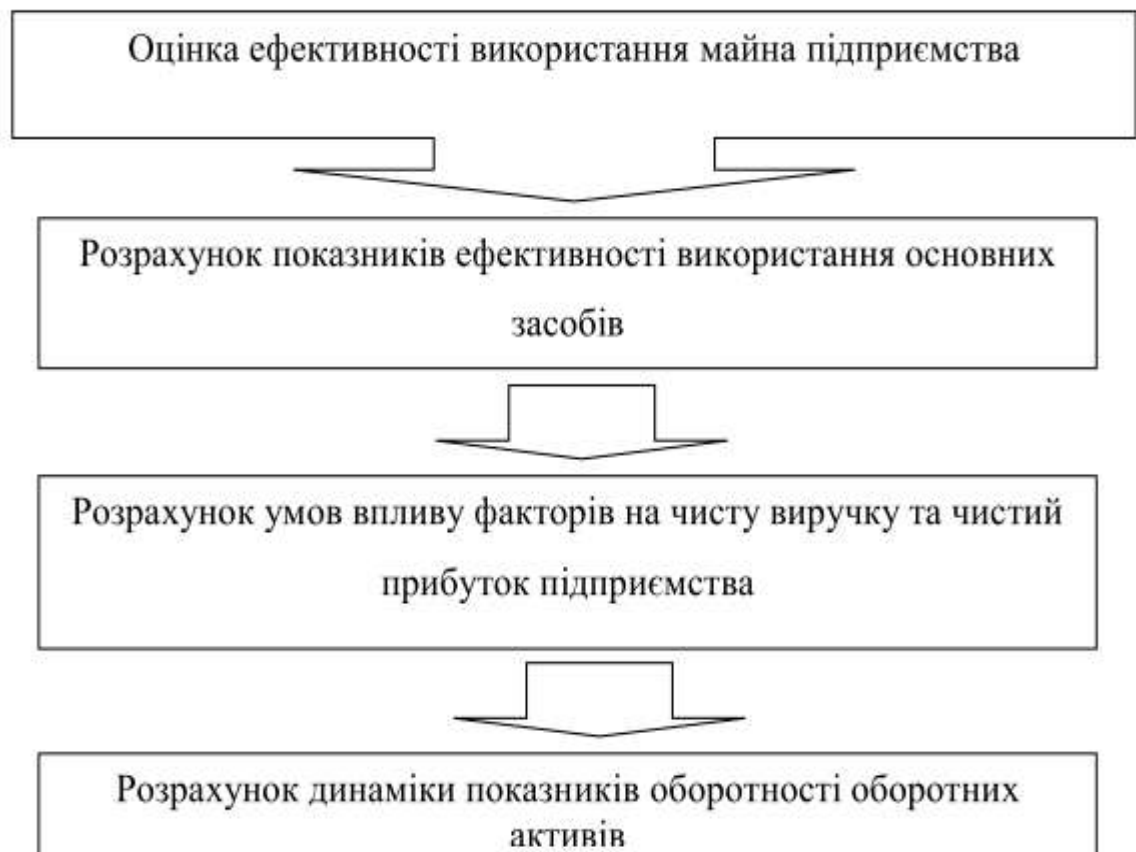 Оцінка ефективності використання майна підприємства
Розрахунок показників ефективності використання основних
засобів
Розрахунок умов впливу факторів на чисту виручку та чистий
прибуток підприємства
Розрахунок динаміки показників оборотності оборотних
активів